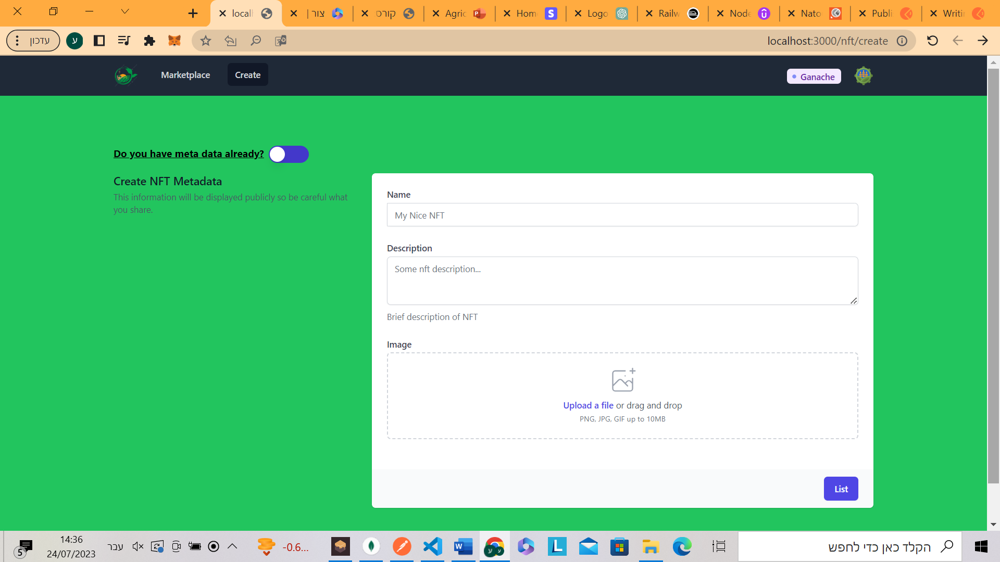 locall
צור |
קורס
Agric
Hom
Logo
Railw
Node
Nato
Publi
Writin
עדכון
ע
localhost:3000/nft/create
Marketplace
Create
Ganache
Do you have meta data already?
Create NFT Metadata
This information will be displayed publicly so be careful what
you share.
Name
My Nice NFT
Description
Some nft description...
Brief description of NFT
Image
Upload a file or drag and drop
PNG, JPG, GIF up to 10MB
List
5
14:36
24/07/2023
עבר
-0.6...
הקלד כאן כדי לחפש